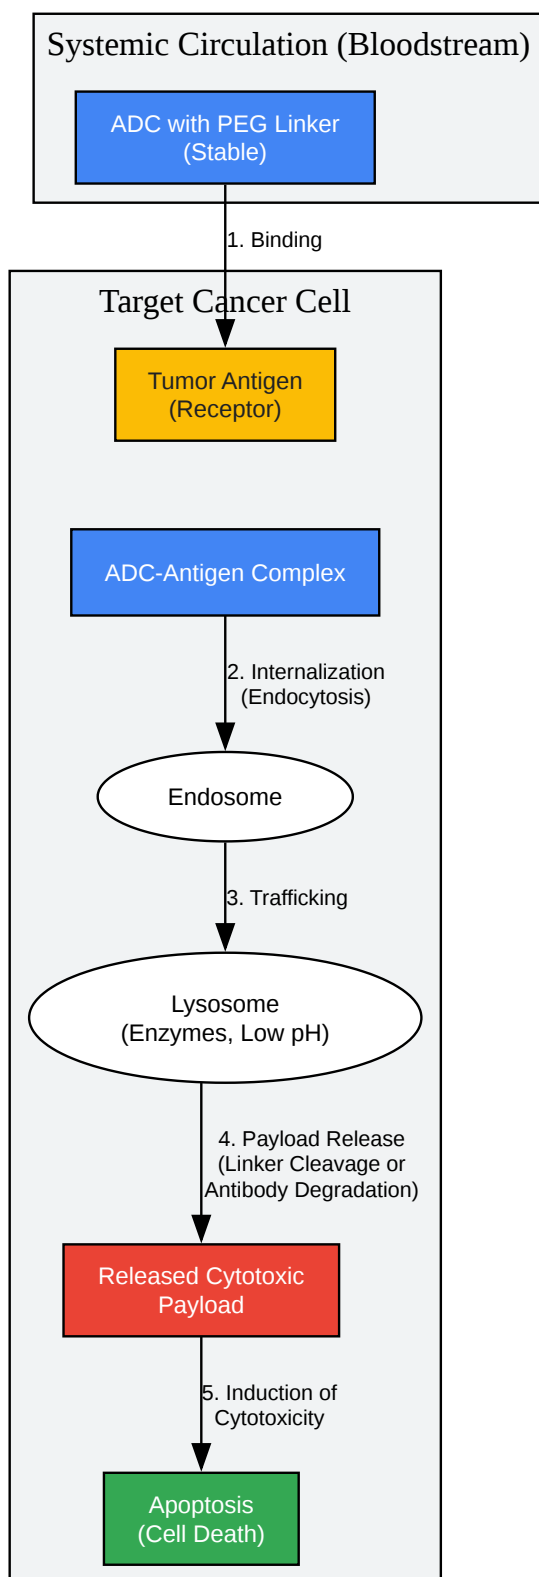 Systemic Circulation (Bloodstream)
ADC with PEG Linker
(Stable)
1. Binding
Target Cancer Cell
Tumor Antigen
(Receptor)
ADC-Antigen Complex
2. Internalization
(Endocytosis)
Endosome
3. Trafficking
Lysosome
(Enzymes, Low pH)
4. Payload Release
(Linker Cleavage or
Antibody Degradation)
Released Cytotoxic
Payload
5. Induction of
Cytotoxicity
Apoptosis
(Cell Death)